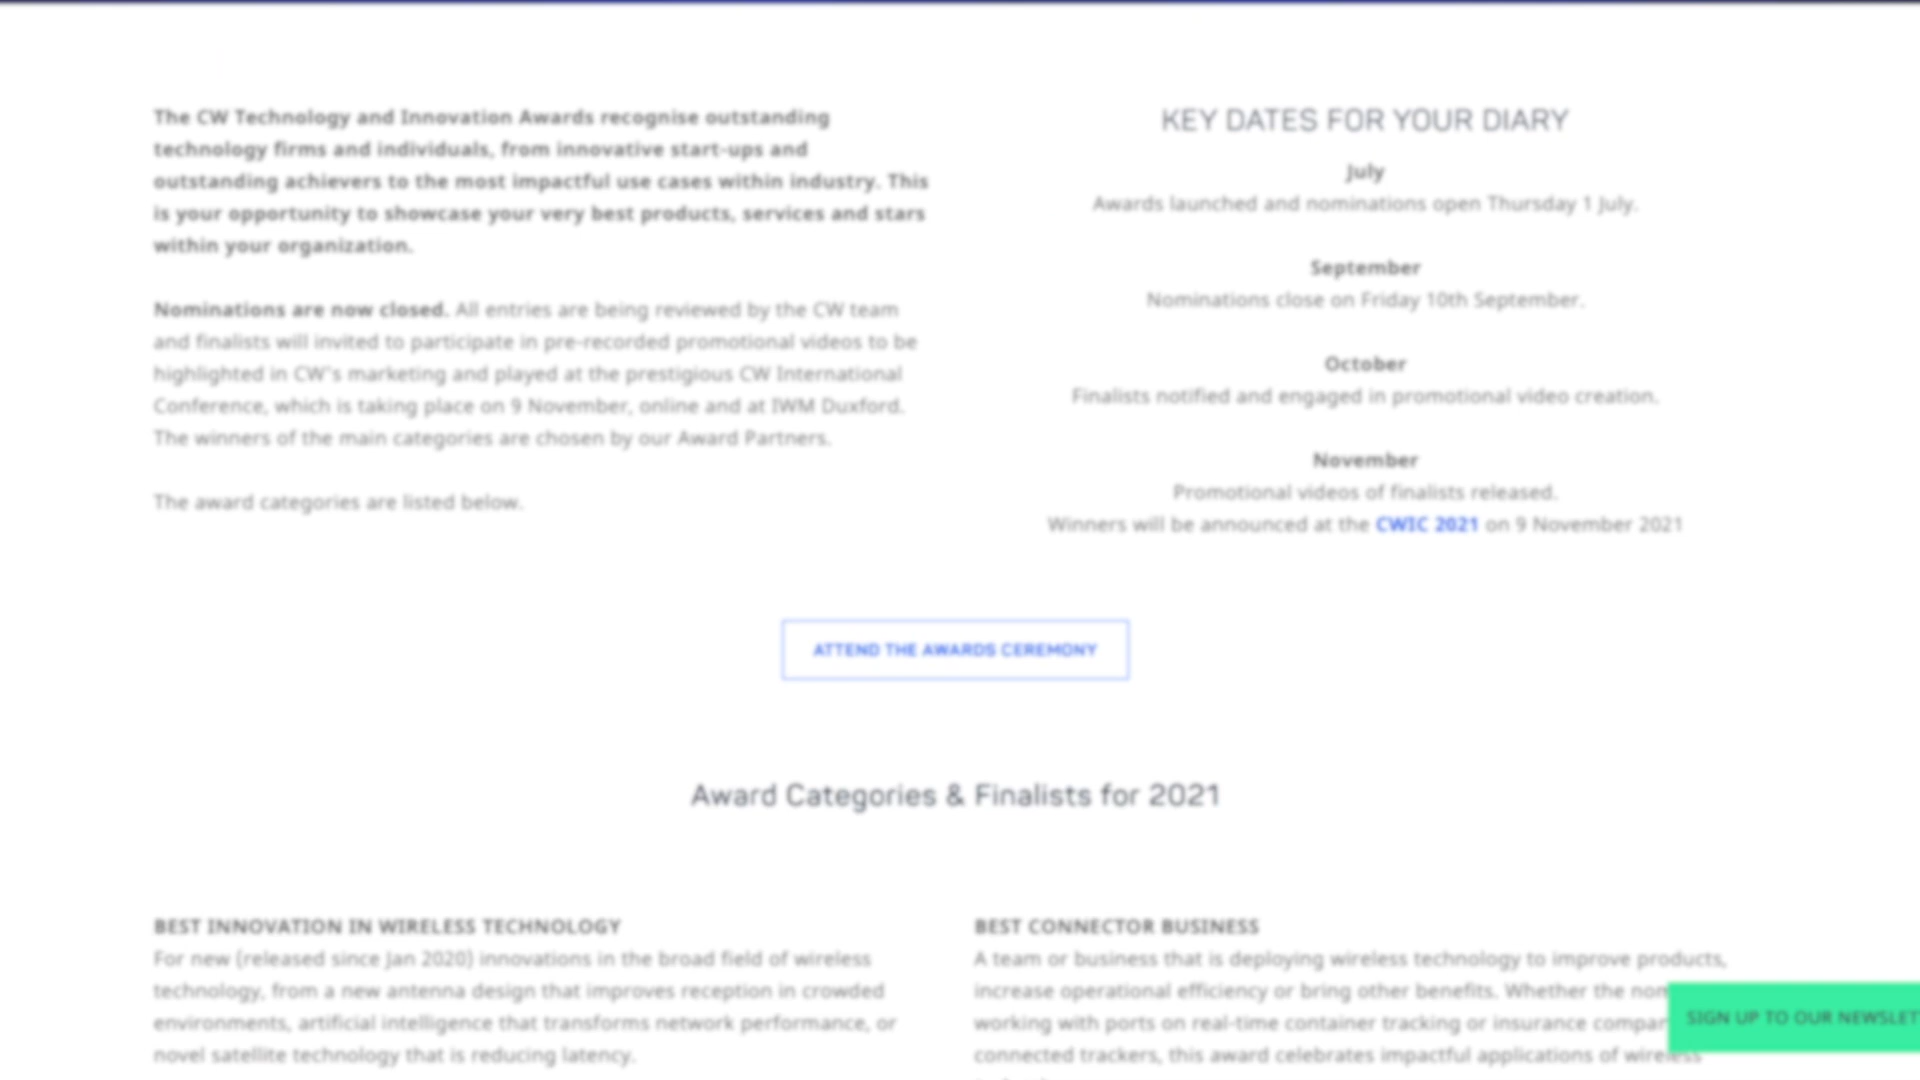 The CW Technology and Innovation Awards recognise outstanding
technology firms and individuals, from innovative start-ups and
outstanding achievers to the most impactful use cases within industry. This
is your opportunity to showcase your very best products, services and stars
within your organization.
Nominations are now closed. All entries are being reviewed by the CW team
and finalists will invited to participate in pre-recorded promotional videos to be
highlighted in CW's marketing and played at the prestigious CW International
Conference, which is taking place on 9 November, online and at IWM Duxford.
The winners of the main categories are chosen by our Award Partners.
The award categories are listed below.
KEY DATES FOR YOUR DIARY
July
Awards launched and nominations open Thursday 1 July.
September
Nominations close on Friday 10th September.
October
Finalists notified and engaged in promotional video creation.
November
Promotional videos of finalists released.
Winners will be announced at the CWIC 2021 on 9 November 2021
ATTEND THE AWARDS CEREMONY
Award Categories & Finalists for 2021
BEST INNOVATION IN WIRELESS TECHNOLOGY
For new (released since Jan 2020) innovations in the broad field of wireless
technology, from a new antenna design that improves reception in crowded
environments, artificial intelligence that transforms network performance, or
novel satellite technology that is reducing latency.
BEST CONNECTOR BUSINESS
A team or business that is deploying wireless technology to improve products,
increase operational efficiency or bring other benefits. Whether the nom
working with ports on real-time container tracking or insurance compar
connected trackers, this award celebrates impactful applications of wireless
SIGN UP TO OUR NEWSLET